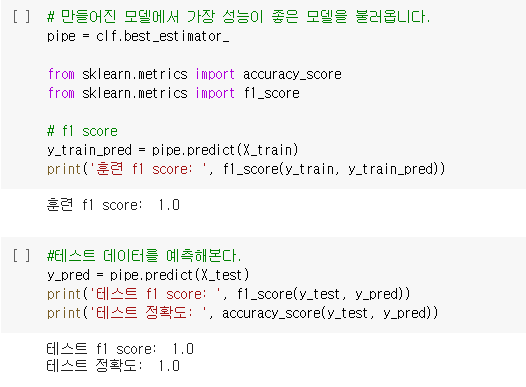 [ ] # 만들어진 모델에서 가장 성능이 좋은 모델을 불러옵니다.
pipe = clf.best_estimator_
from sklearn.metrics import accuracy_score
from sklearn.metrics import f1_score
# f1 score
y_train_pred = pipe.predict(X_train)
print('훈련 f1 score: ', f1_score(y_train, y_train_pred))
훈련 f1 score:  1.0
[ ] #테스트 데이터를 예측해본다.
y_pred = pipe.predict(X_test)
print('테스트 f1 score: ', f1_score(y_test, y_pred))
print('테스트 정확도: ', accuracy_score(y_test, y_pred))
테스트 f1 score:  1.0
테스트 정확도:  1.0